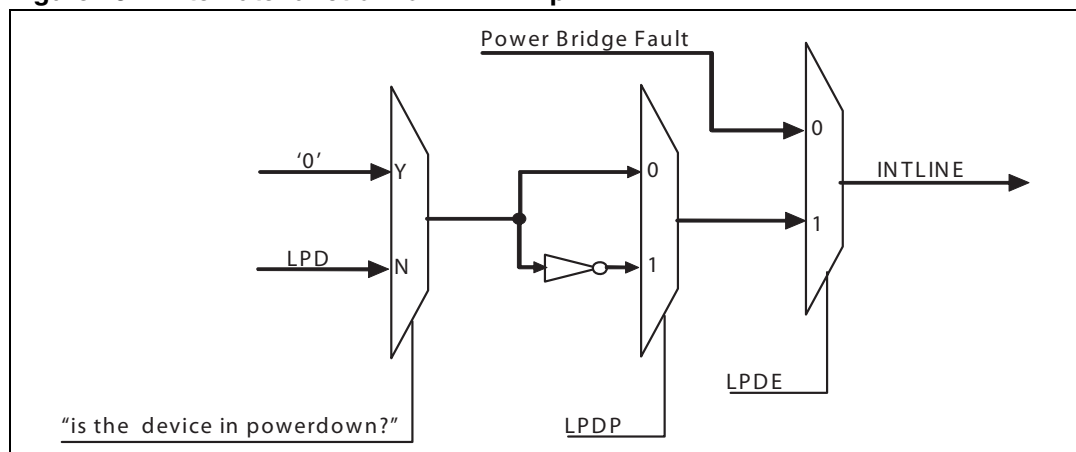 Power Bridge Fault
0
'0'
Y
0
INTLINE
1
LPD
N
1
LPDE
"is the device in powerdown?"
LPDP